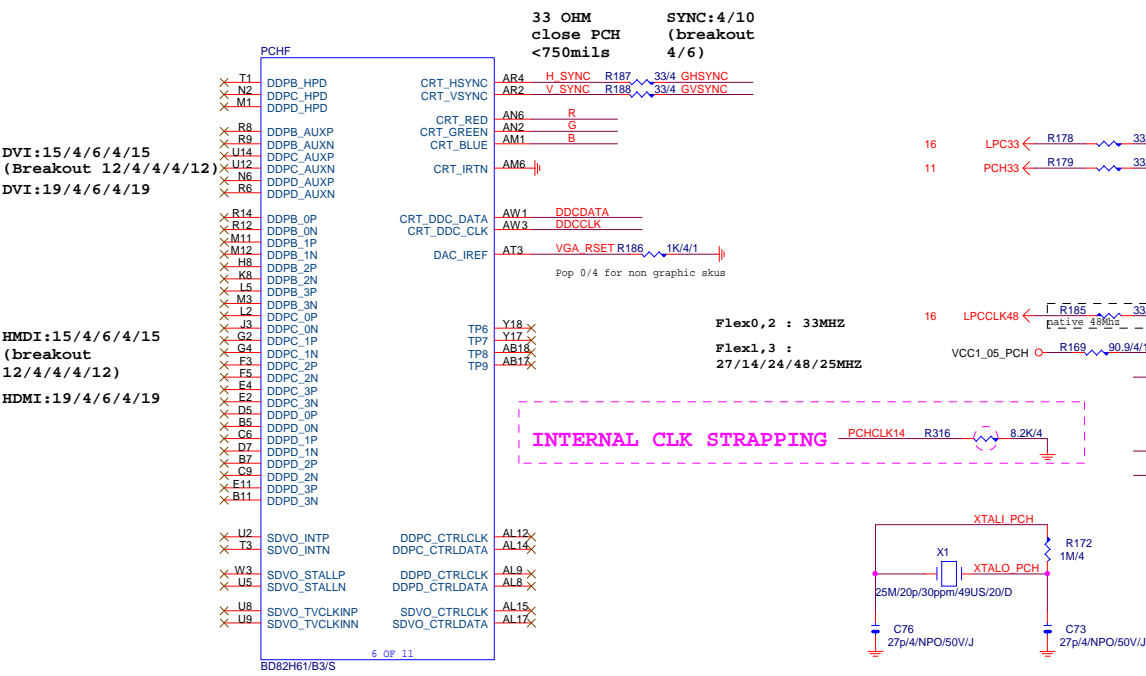 33 OHM
close PCH
<750mils
SYNC:4/10
(breakout
4/6)
PCHF
T1 DDPB_HPD
N2 DDPC_HPD
M1 DDPD_HPD
R8 DDPB_AUXP
R9 DDPB_AUXN
U14 DDPC_AUXP
U12 DDPC_AUXN
N6 DDPD_AUXP
R6 DDPD_AUXN
DVI:15/4/6/4/15
(Breakout 12/4/4/4/12)
DVI:19/4/6/4/19
R14 DDPB_0P
R12 DDPB_0N
M11 DDPB_1P
M12 DDPB_1N
H8 DDPB_2P
K8 DDPB_2N
L5 DDPB_3P
M3 DDPB_3N
L2 DDPC_0P
J3 DDPC_0N
G2 DDPC_1P
G4 DDPC_1N
F3 DDPC_2P
F5 DDPC_2N
E4 DDPC_3P
E2 DDPC_3N
D5 DDPD_0P
B5 DDPD_0N
C6 DDPD_1P
D7 DDPD_1N
B7 DDPD_2P
C9 DDPD_2N
E11 DDPD_3P
B11 DDPD_3N
HMDI:15/4/6/4/15
(breakout
12/4/4/4/12)
HDMI:19/4/6/4/19
U2 SDVO_INTP
T3 SDVO_INTN
W3 SDVO_STALLP
U5 SDVO_STALLN
U8 SDVO_TVCLKINP
U9 SDVO_TVCLKINN
CRT_HSYNC AR4 H_SYNC R187 33/4 GHSYNC
CRT_VSYNC AR2 V_SYNC R188 33/4 GVSYNC
CRT_RED AN6 R
CRT_GREEN AN2 G
CRT_BLUE AM1 B
CRT_IRTN AM6
CRT_DDC_DATA AW1 DDCDATA
CRT_DDC_CLK AW3 DDCCLK
DAC_IREF AT3 VGA_RSET R186 1K/4/1
Pop 0/4 for non graphic skus
TP6 Y18
TP7 Y17
TP8 AB18
TP9 AB17
DDPC_CTRLCLK AL12
DDPC_CTRLDATA AL14
DDPD_CTRLCLK AL9
DDPD_CTRLDATA AL8
SDVO_CTRLCLK AL15
SDVO_CTRLDATA AL17
6 OF 11
BD82H61/B3/S
16 LPC33 R178 33
11 PCH33 R179 33
16 LPCCLK48 R185 33
native 48Mhz
VCC1_05_PCH R169 90.9/4/1
Flex0,2 : 33MHZ
Flex1,3 :
27/14/24/48/25MHZ
INTERNAL CLK STRAPPING PCHCLK14 R316 8.2K/4
XTALI_PCH
R172
1M/4
X1
XTALO_PCH
25M/20p/30ppm/49US/20/D
C76
27p/4/NPO/50V/J
C73
27p/4/NPO/50V/J